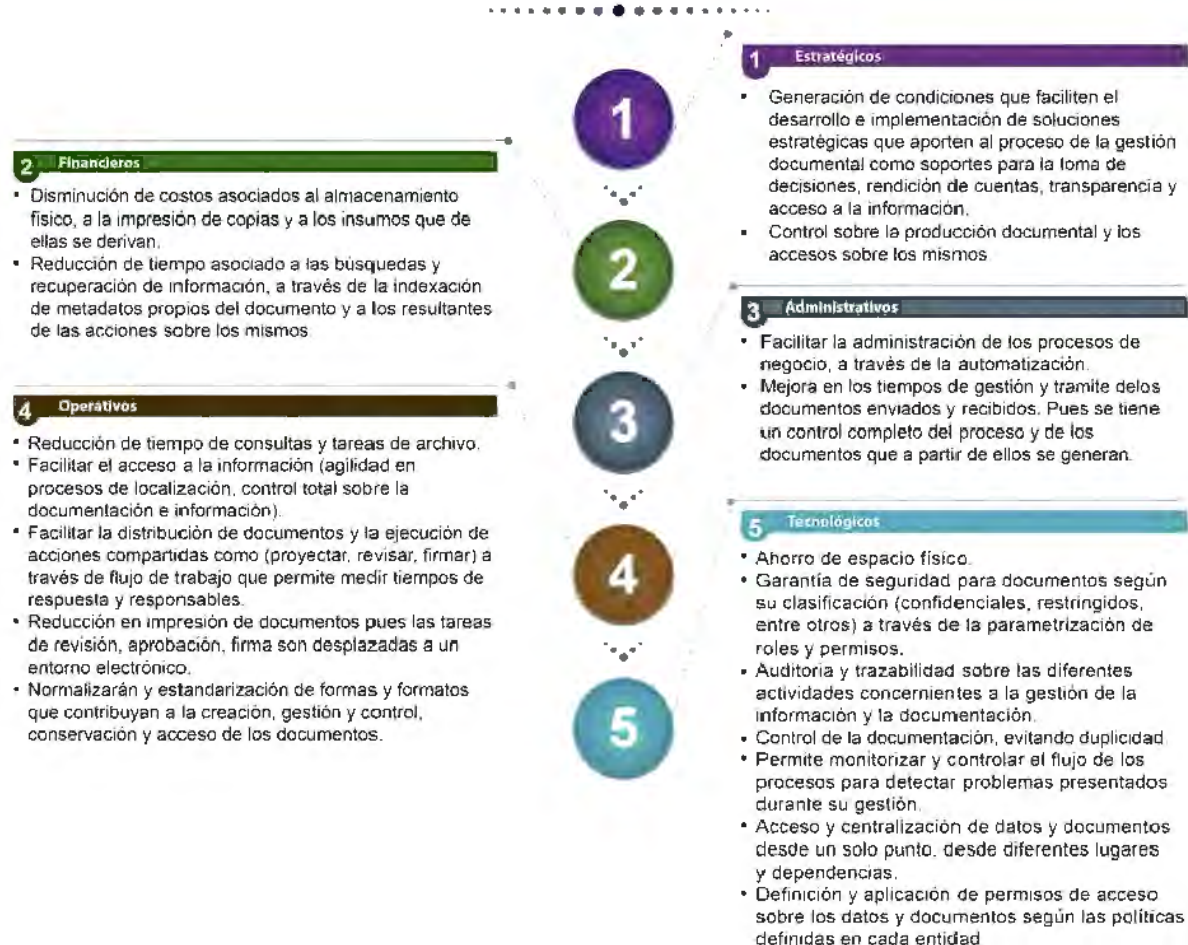 1
2
3
4
5
1 Estratégicos
• Generación de condiciones que faciliten el
desarrollo e implementación de soluciones
estratégicas que aporten al proceso de la gestión
documental como soportes para la toma de
decisiones, rendición de cuentas, transparencia y
acceso a la información.
• Control sobre la producción documental y los
accesos sobre los mismos
2 Financieros
• Disminución de costos asociados al almacenamiento
físico, a la impresión de copias y a los insumos que de
ellas se derivan.
• Reducción de tiempo asociado a las búsquedas y
recuperación de información, a través de la indexación
de metadatos propios del documento y a los resultantes
de las acciones sobre los mismos
3 Administrativos
• Facilitar la administración de los procesos de
negocio, a través de la automatización.
• Mejora en los tiempos de gestión y tramite delos
documentos enviados y recibidos. Pues se tiene
un control completo del proceso y de los
documentos que a partir de ellos se generan.
4 Operativos
• Reducción de tiempo de consultas y tareas de archivo.
• Facilitar el acceso a la información (agilidad en
procesos de localización, control total sobre la
documentación e información).
• Facilitar la distribución de documentos y la ejecución de
acciones compartidas como (proyectar, revisar, firmar) a
través de flujo de trabajo que permite medir tiempos de
respuesta y responsables.
• Reducción en impresión de documentos pues las tareas
de revisión, aprobación, firma son desplazadas a un
entorno electrónico.
• Normalizarán y estandarización de formas y formatos
que contribuyan a la creación, gestión y control,
conservación y acceso de los documentos.
5 Tecnológicos
• Ahorro de espacio físico.
• Garantía de seguridad para documentos según
su clasificación (confidenciales, restringidos,
entre otros) a través de la parametrización de
roles y permisos.
• Auditoria y trazabilidad sobre las diferentes
actividades concernientes a la gestión de la
información y la documentación.
• Control de la documentación, evitando duplicidad
• Permite monitorizar y controlar el flujo de los
procesos para detectar problemas presentados
durante su gestión.
• Acceso y centralización de datos y documentos
desde un solo punto, desde diferentes lugares
y dependencias.
• Definición y aplicación de permisos de acceso
sobre los datos y documentos según las políticas
definidas en cada entidad